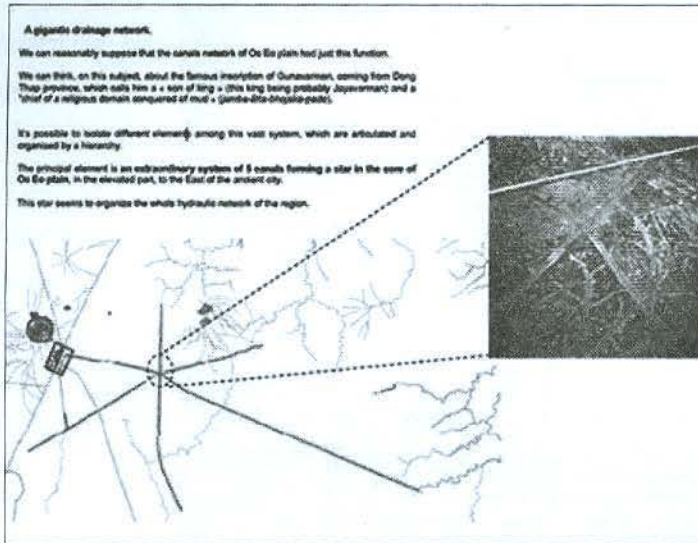 A gigantic drainage network.
We can reasonably suppose that the canals network of Oc Eo plain had just this function.
We can think, on this subject, about the famous inscription of Gunavarman, coming from Dong
Thap province, which calls him a « son of king » (this king being probably Jayavarman) and a
"chief of a religious domain conquered of mud »
It's possible to isolate different elements among this vast system, which are articulated and
organised by a hierarchy.
The principal element is an extraordinary system of 5 canals forming a star in the core of
Oc Eo plain, in the elevated part, to the East of the ancient city.
This star seems to organize the whole hydraulic network of the region.